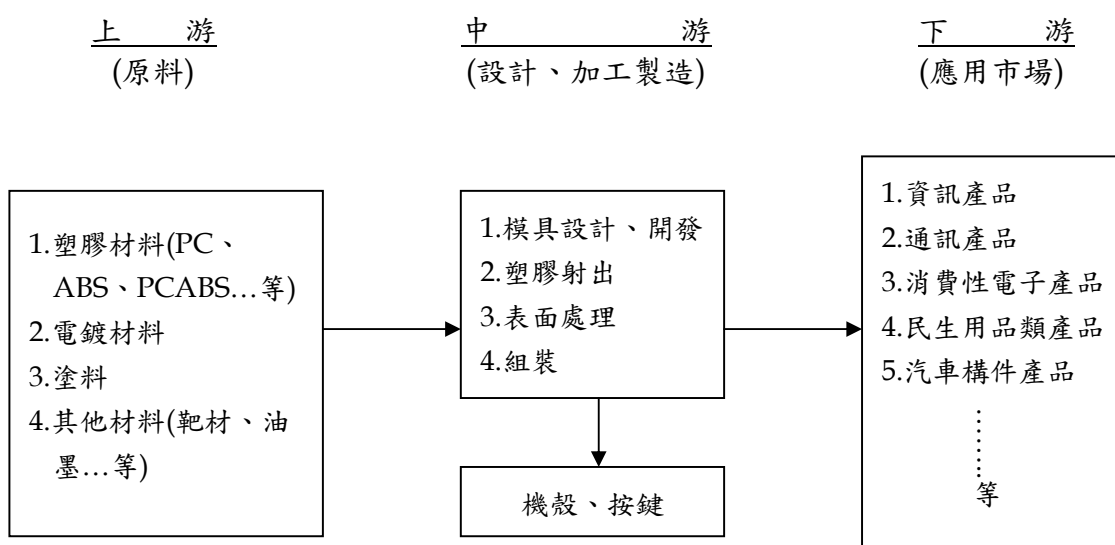 上 游
(原料)
中 游
(設計、加工製造)
下 游
(應用市場)
1.塑膠材料(PC、
ABS、PCABS…等)
2.電鍍材料
3.塗料
4.其他材料(靶材、油
墨…等)
1.模具設計、開發
2.塑膠射出
3.表面處理
4.組裝
機殼、按鍵
1.資訊產品
2.通訊產品
3.消費性電子產品
4.民生用品類產品
5.汽車構件產品
………
等